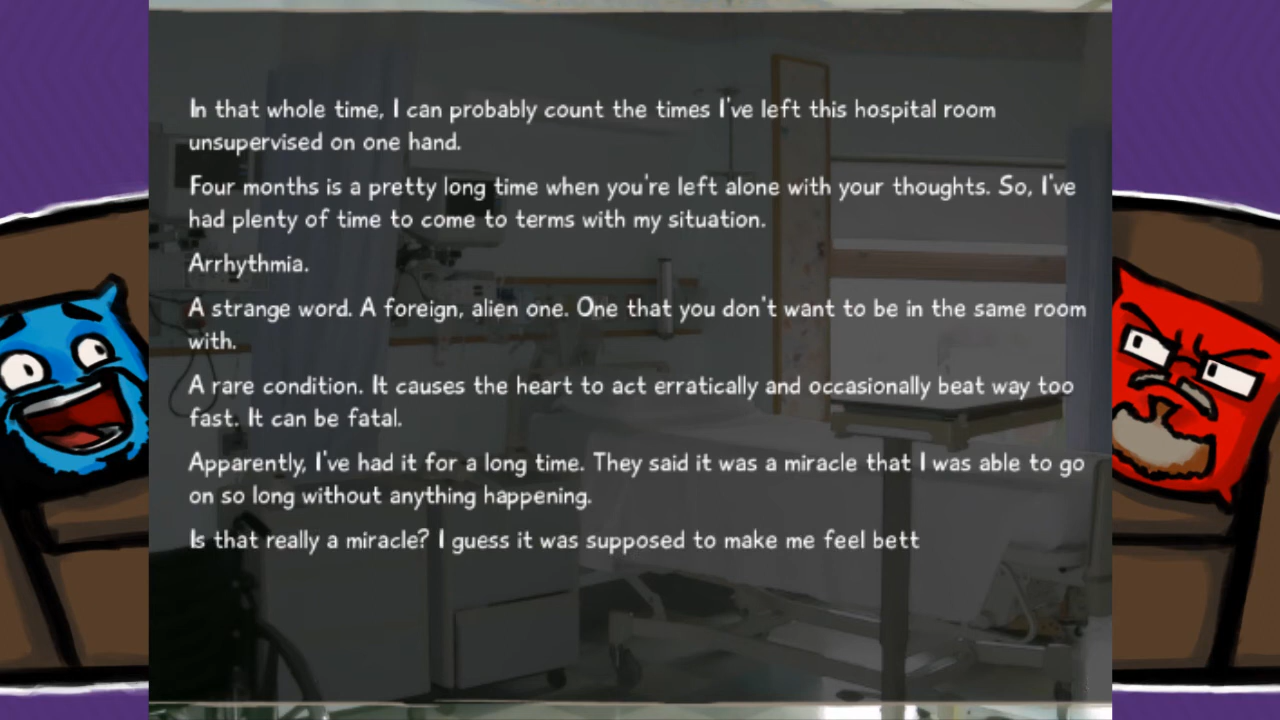 In that whole time, I can probably count the times I've left this hospital room
unsupervised on one hand.
Four months is a pretty long time when you're left alone with your thoughts. So, I've
had plenty of time to come to terms with my situation.
Arrhythmia.
A strange word. A foreign, alien one. One that you don't want to be in the same room
with.
A rare condition. It causes the heart to act erratically and occasionally beat way too
fast. It can be fatal.
Apparently, I've had it for a long time. They said it was a miracle that I was able to go
on so long without anything happening.
Is that really a miracle? I guess it was supposed to make me feel bett